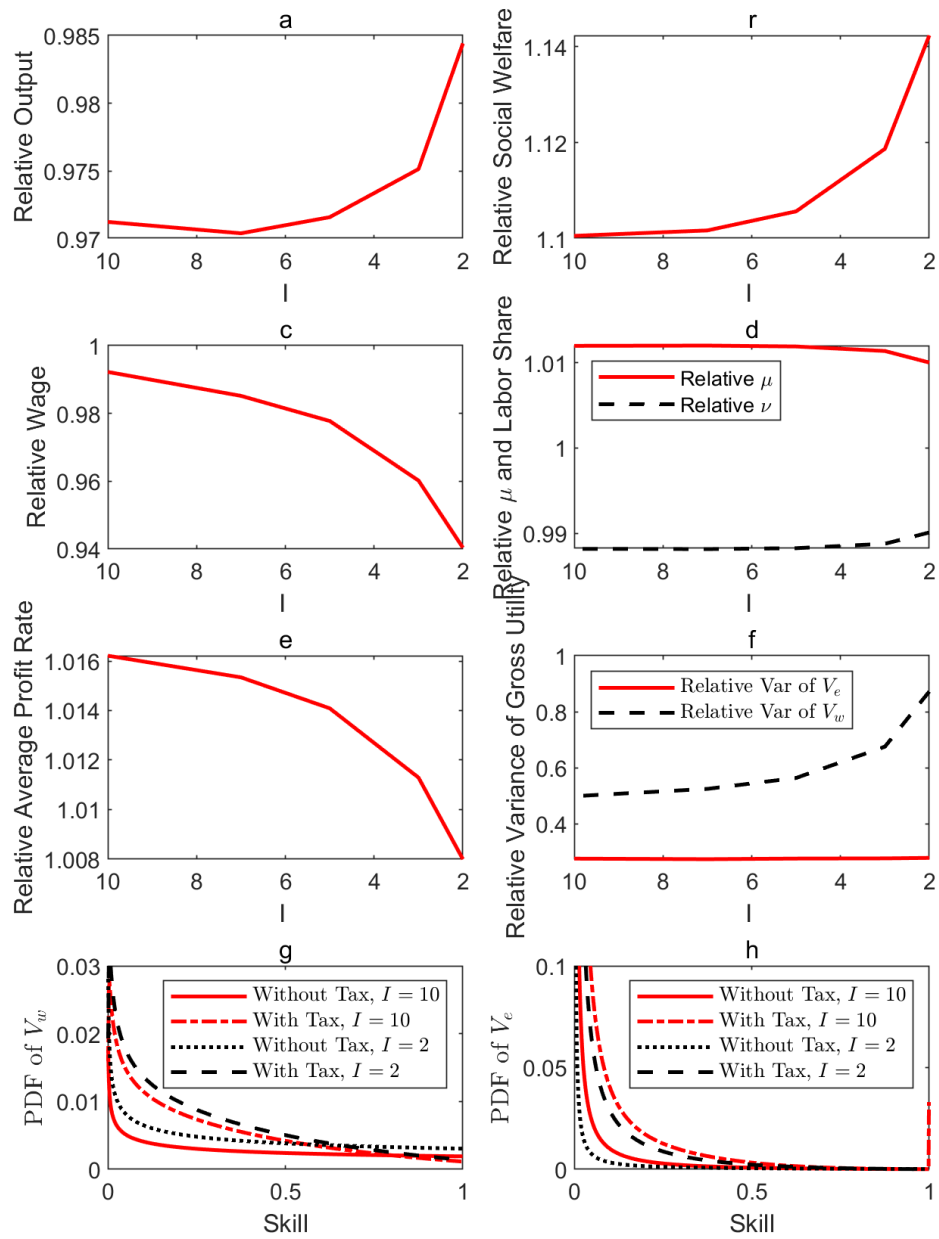 a
Relative Output
0.985
0.98
0.975
0.97
10 8 6 4 2
I
r
Relative Social Welfare
1.14
1.12
1.1
10 8 6 4 2
I
c
Relative Wage
1
0.98
0.96
0.94
10 8 6 4 2
I
d
Relative μ and Labor Share
1.01
1
0.99
Relative μ
Relative ν
10 8 6 4 2
I
e
Relative Average Profit Rate
1.016
1.014
1.012
1.01
1.008
10 8 6 4 2
I
f
Relative Variance of Gross Utility
1
0.8
0.6
0.4
Relative Var of V_e
Relative Var of V_w
10 8 6 4 2
I
g
PDF of V_w
0.03
0.02
0.01
0
Without Tax, I = 10
With Tax, I = 10
Without Tax, I = 2
With Tax, I = 2
0 0.5 1
Skill
h
PDF of V_e
0.1
0.05
0
Without Tax, I = 10
With Tax, I = 10
Without Tax, I = 2
With Tax, I = 2
0 0.5 1
Skill